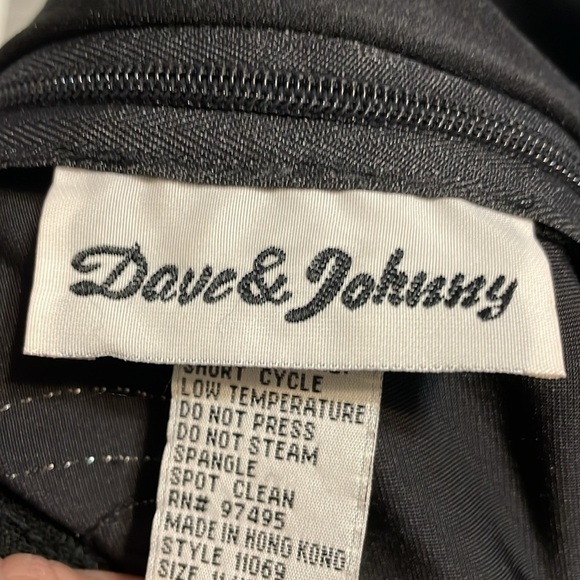 Dave & Johnny
SHORT CYCLE
LOW TEMPERATURE
DO NOT PRESS
DO NOT STEAM
SPANGLE
SPOT CLEAN
RN# 97495
MADE IN HONG KONG
STYLE 11069
SIZE